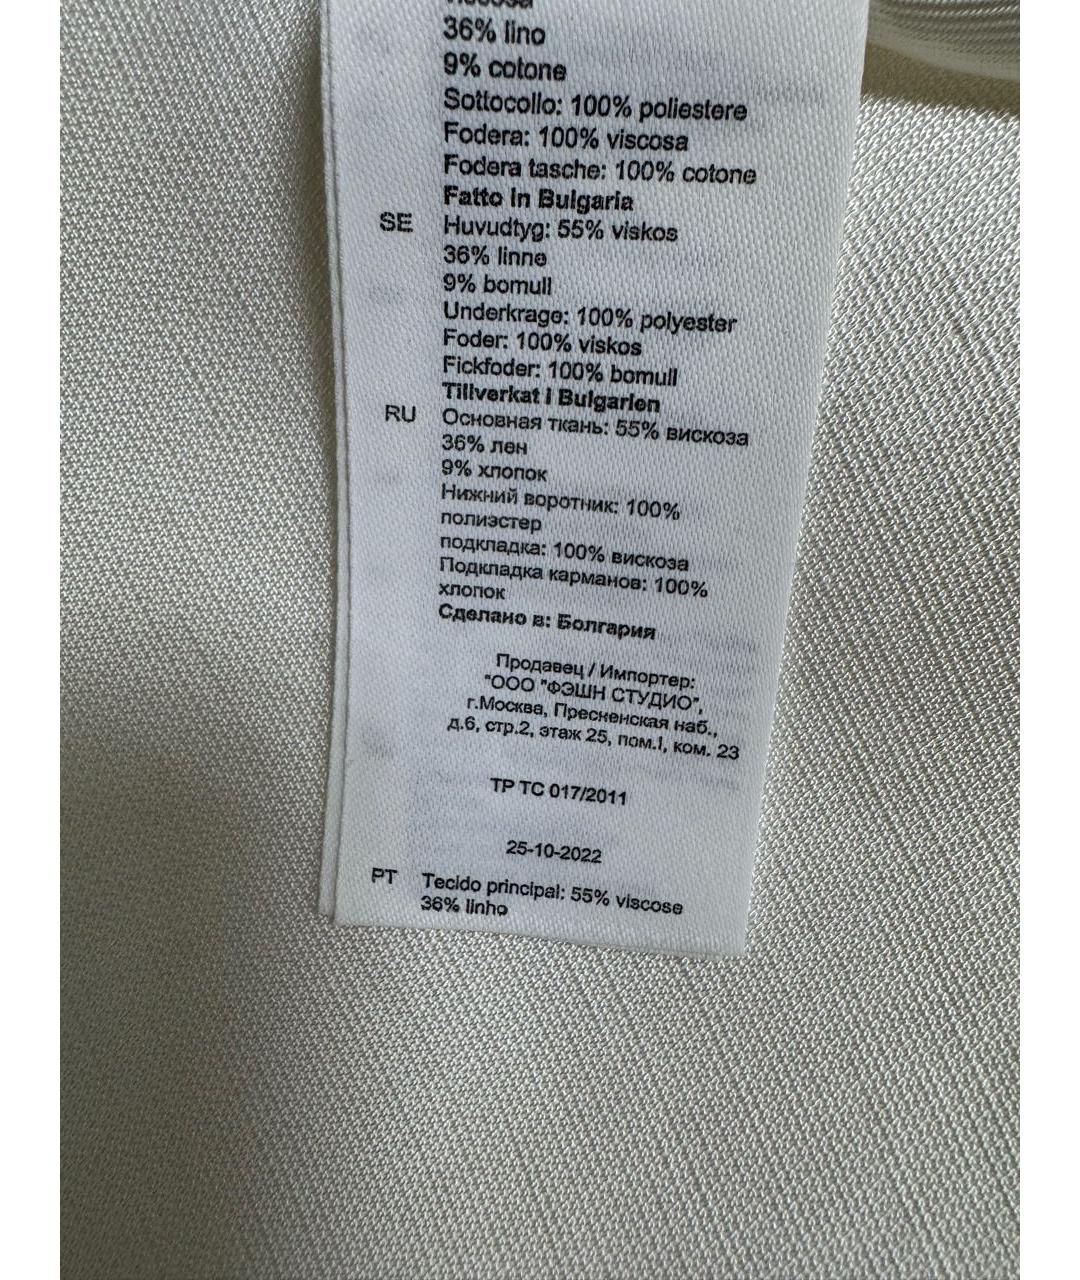 viscosa
36% lino
9% cotone
Sottocollo: 100% poliestere
Fodera: 100% viscosa
Fodera tasche: 100% cotone
Fatto in Bulgaria
SE Huvudtyg: 55% viskos
36% linne
9% bomull
Underkrage: 100% polyester
Foder: 100% viskos
Fickfoder: 100% bomull
Tillverkat i Bulgarien
RU Основная ткань: 55% вискоза
36% лен
9% хлопок
Нижний воротник: 100%
полиэстер
подкладка: 100% вискоза
Подкладка карманов: 100%
хлопок
Сделано в: Болгария
Продавец / Импортер:
"ООО "ФЭШН СТУДИО",
г.Москва, Пресненская наб.,
д.6, стр.2, этаж 25, пом.I, ком. 23
ТР ТС 017/2011
25-10-2022
PT Tecido principal: 55% viscose
36% linho